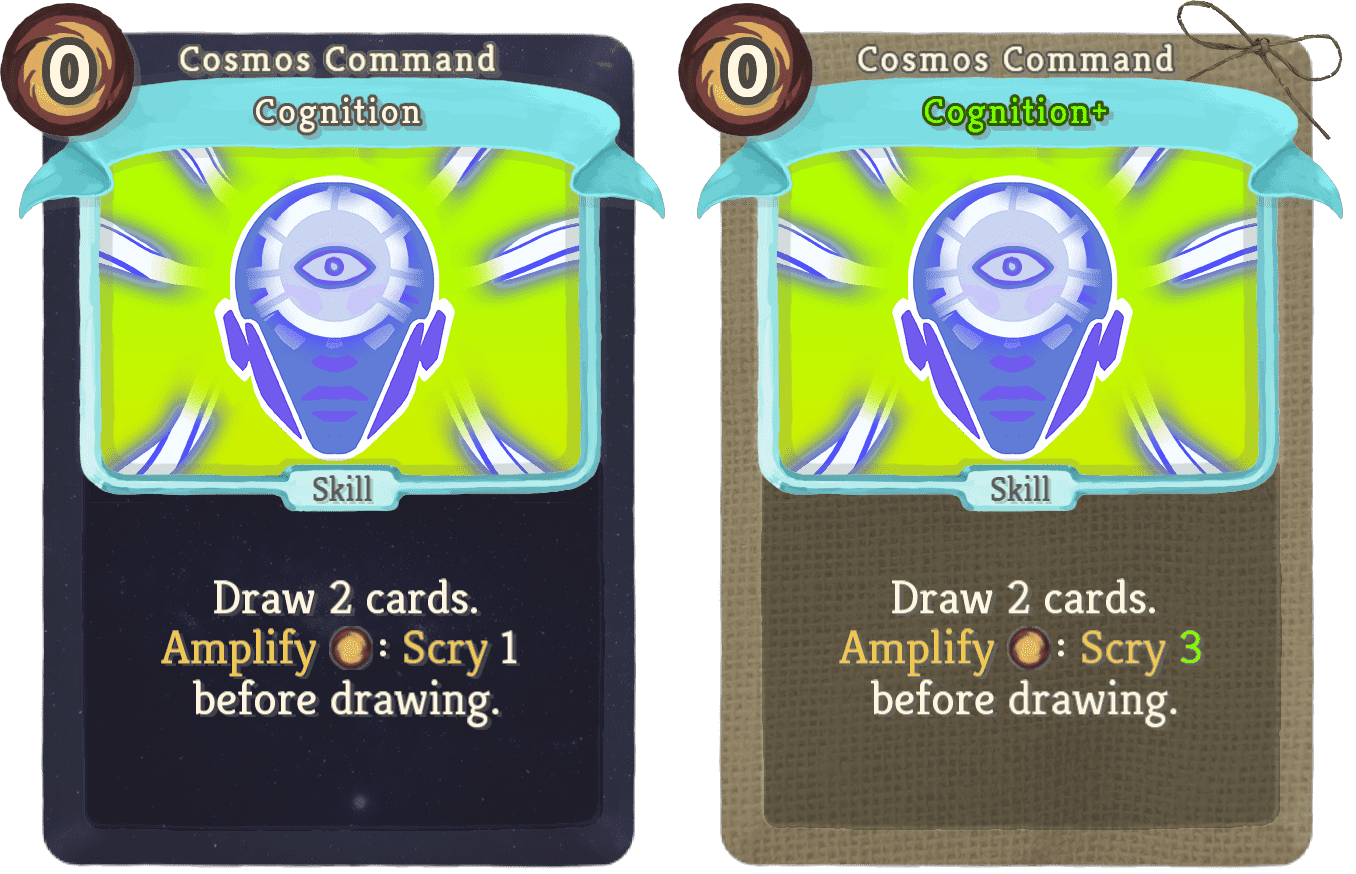 0
Cosmos Command
Cognition
Skill
Draw 2 cards.
Amplify : Scry 1
before drawing.
0
Cosmos Command
Cognition+
Skill
Draw 2 cards.
Amplify : Scry 3
before drawing.